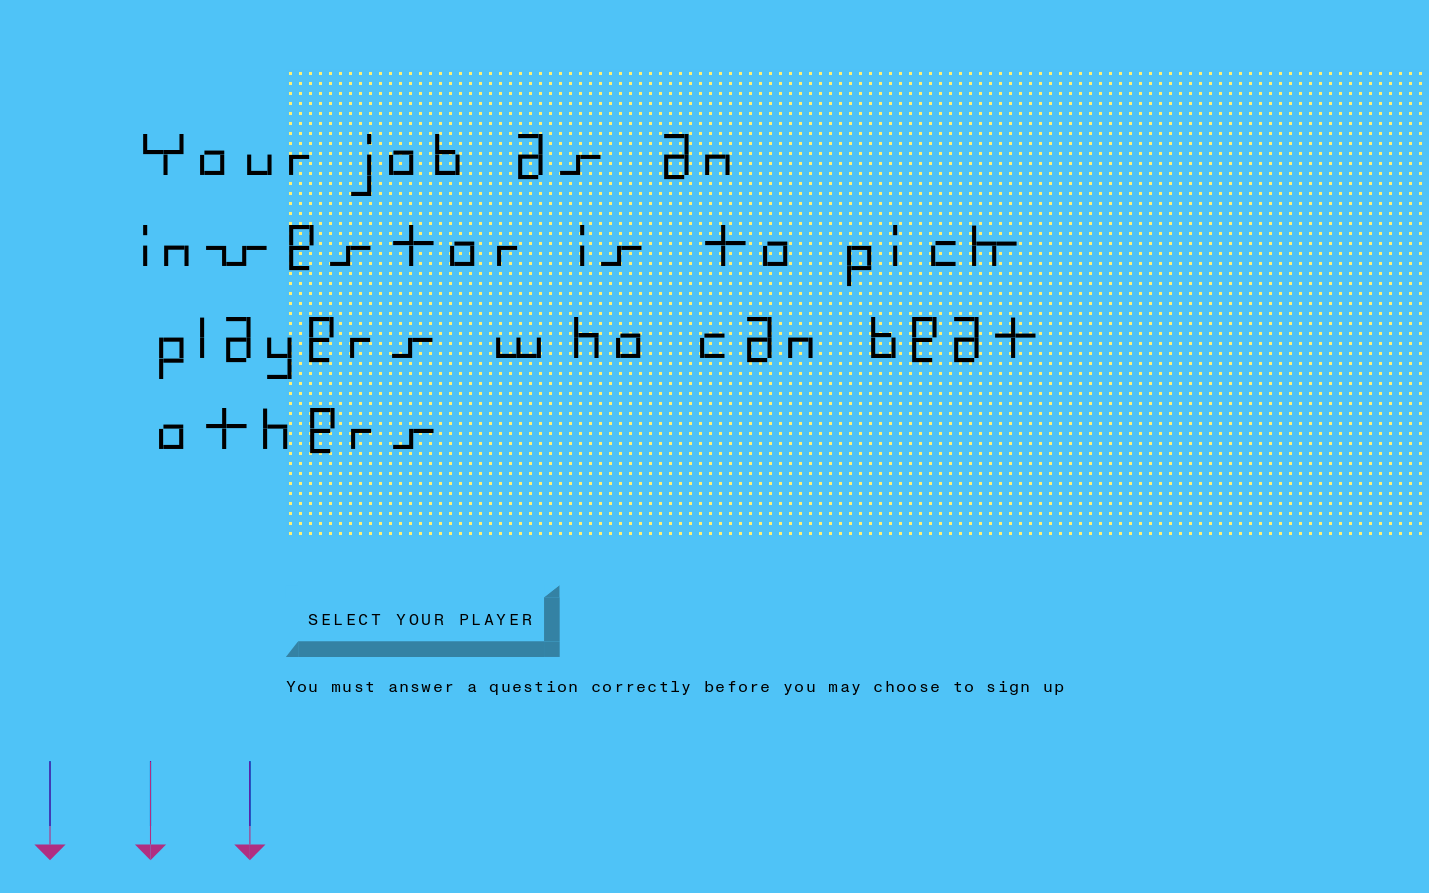 Your job as an
investor is to pick
players who can beat
others
SELECT YOUR PLAYER
You must answer a question correctly before you may choose to sign up